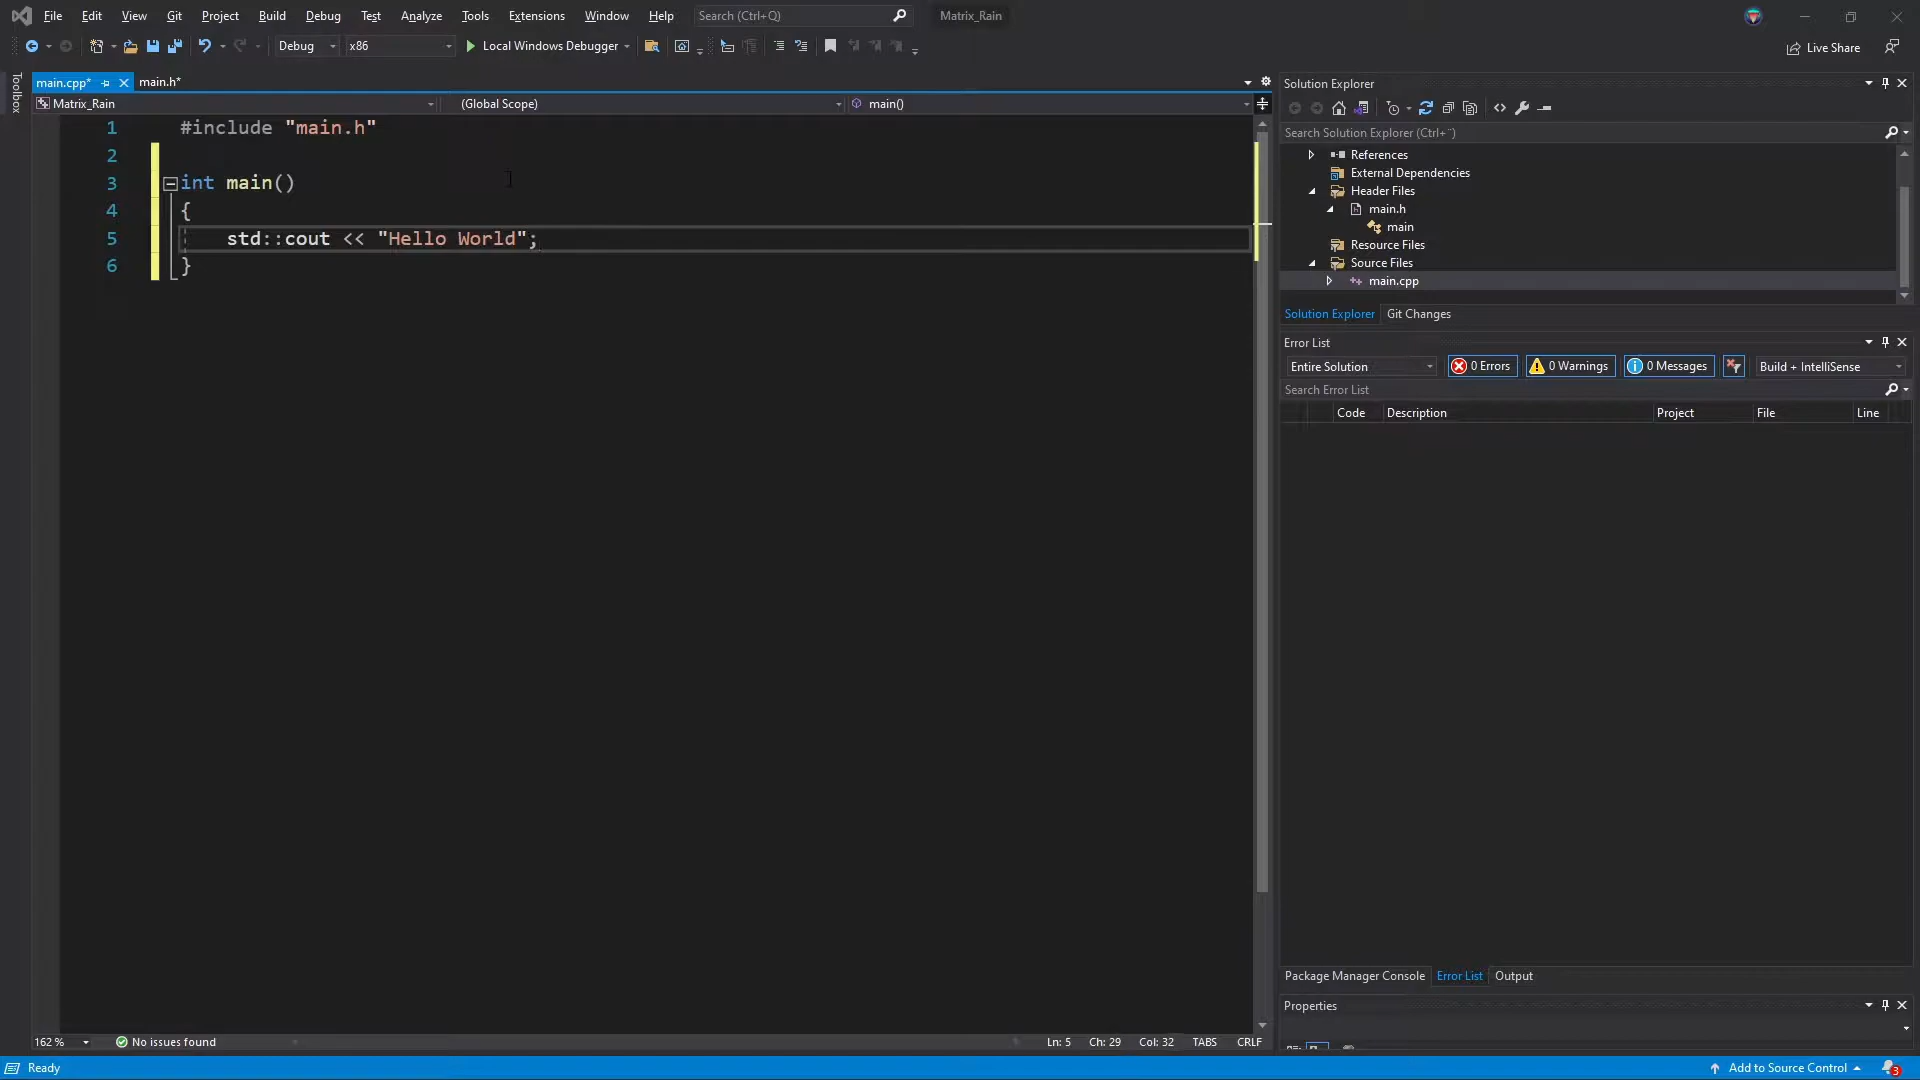 File Edit View Git Project Build Debug Test Analyze Tools Extensions Window Help Search (Ctrl+Q) Matrix_Rain
Debug x86 Local Windows Debugger Live Share
Toolbox
main.cpp* main.h*
Matrix_Rain (Global Scope) main()
1 #include "main.h"
2
3 int main()
4 {
5 std::cout << "Hello World";
6 }
Solution Explorer
Search Solution Explorer (Ctrl+¨)
References
External Dependencies
Header Files
main.h
main
Resource Files
Source Files
main.cpp
Solution Explorer Git Changes
Error List
Entire Solution 0 Errors 0 Warnings 0 Messages Build + IntelliSense
Search Error List
Code Description Project File Line
Package Manager Console Error List Output
Properties
162 % No issues found Ln: 5 Ch: 29 Col: 32 TABS CRLF
Ready Add to Source Control 3